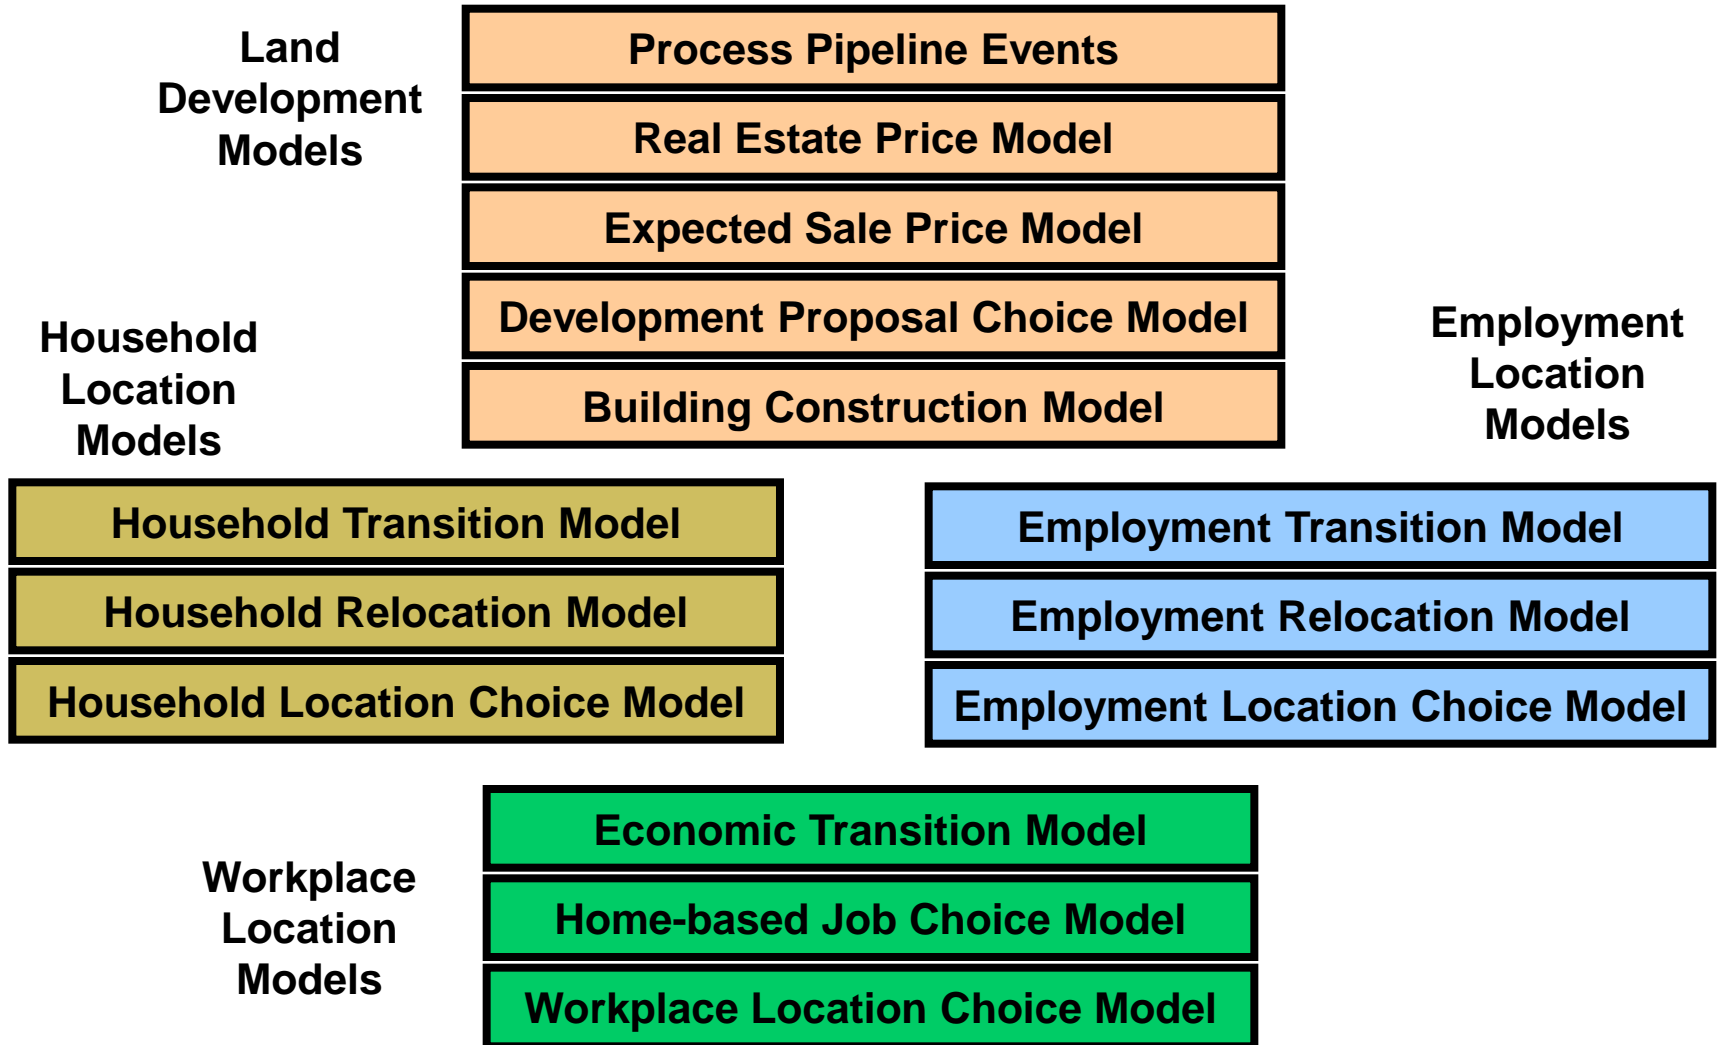 Land
Development
Models
Process Pipeline Events
Real Estate Price Model
Expected Sale Price Model
Development Proposal Choice Model
Building Construction Model
Household
Location
Models
Household Transition Model
Household Relocation Model
Household Location Choice Model
Employment
Location
Models
Employment Transition Model
Employment Relocation Model
Employment Location Choice Model
Workplace
Location
Models
Economic Transition Model
Home-based Job Choice Model
Workplace Location Choice Model